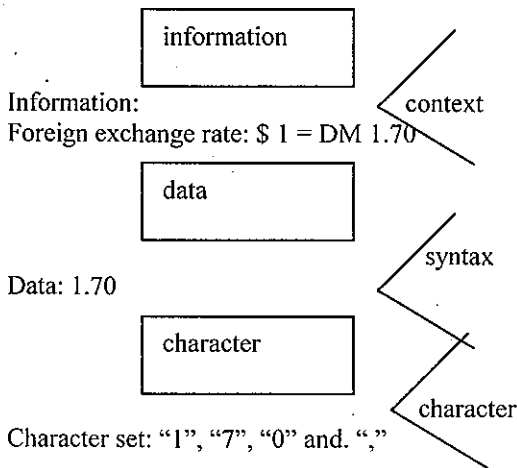 information
Information:
context
Foreign exchange rate: $ 1 = DM 1.70
data
syntax
Data: 1.70
character
character
Character set: “1”, “7”, “0” and. “,”